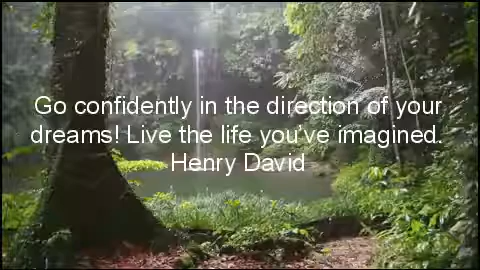 Go confidently in the direction of your
dreams! Live the life you've imagined.
Henry David